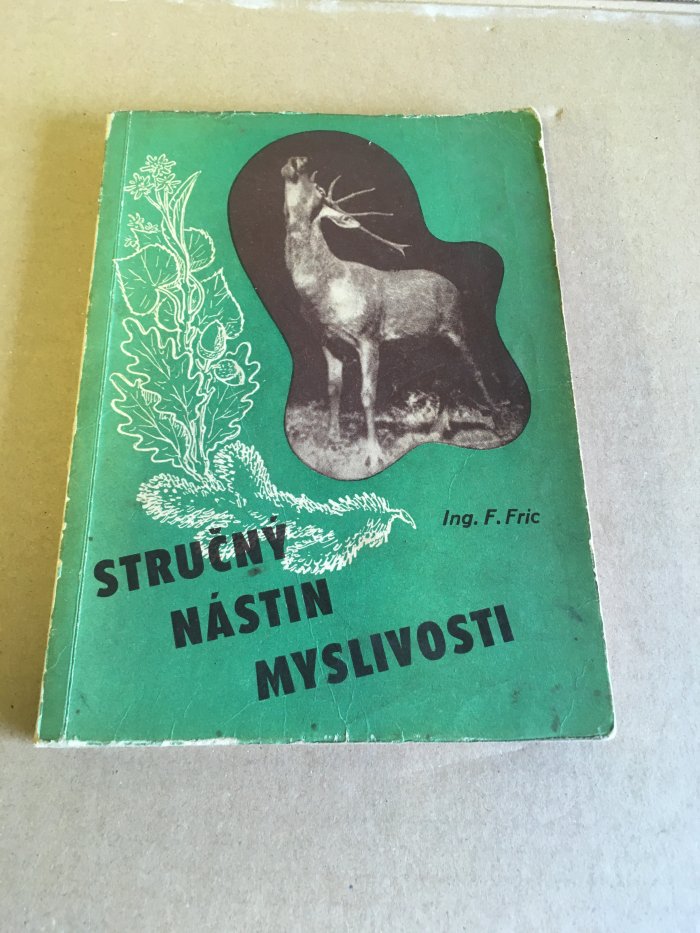 Ing. F. Fric
STRUČNÝ
NÁSTIN
MYSLIVOSTI